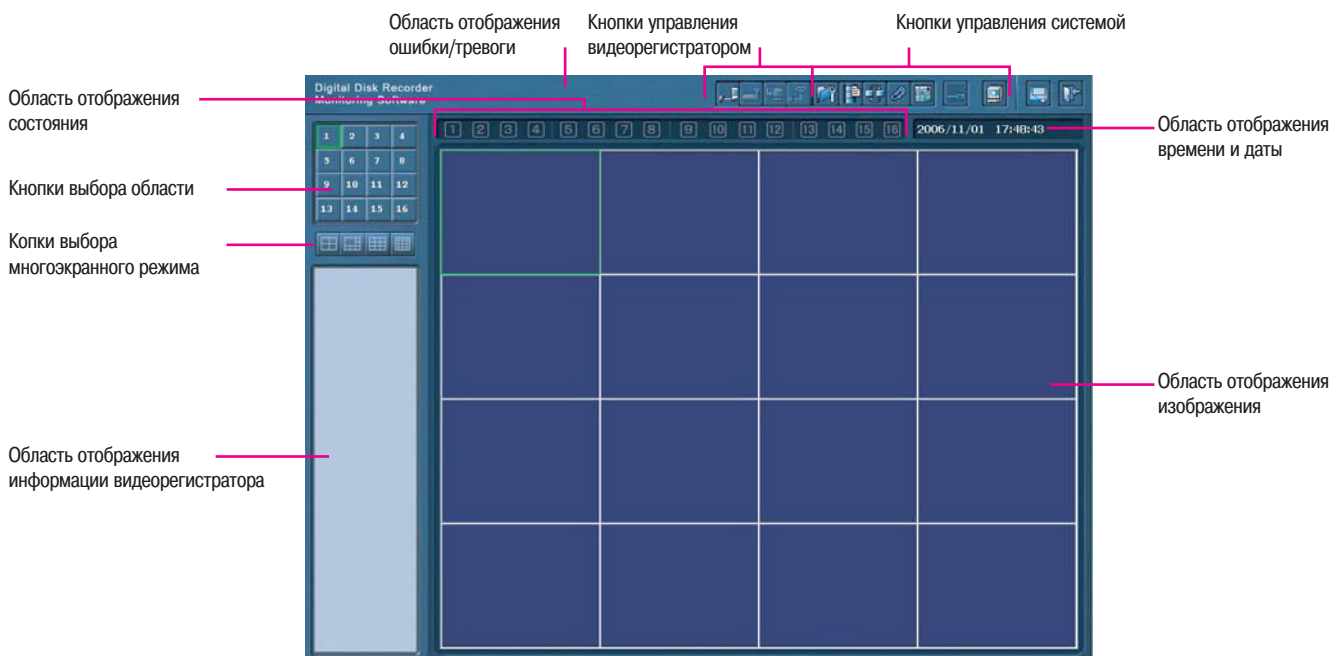 Область отображения
ошибки/тревоги
Кнопки управления
видеорегистратором
Кнопки управления системой
Область отображения
состояния
Кнопки выбора области
Копки выбора
многоэкранного режима
Область отображения
информации видеорегистратора
Digital Disk Recorder
Monitoring Software
1 2 3 4
5 6 7 8
9 10 11 12
13 14 15 16
1 2 3 4 5 6 7 8 9 10 11 12 13 14 15 16
2006/11/01 17:48:43
Область отображения
времени и даты
Область отображения
изображения